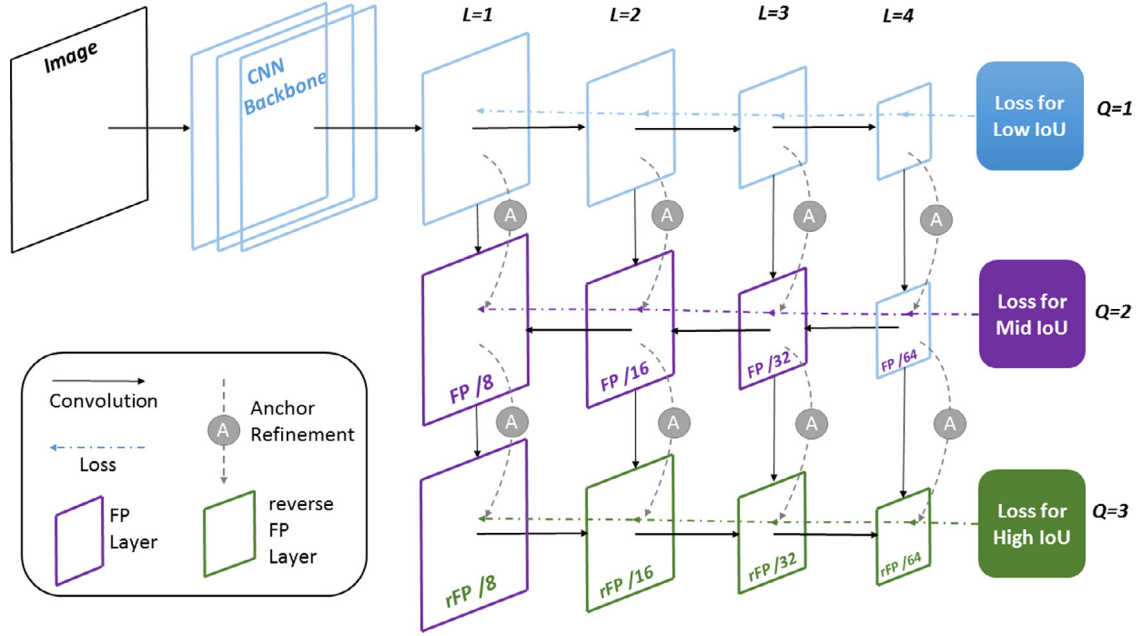 L=1 L=2 L=3 L=4
Image
CNN
Backbone
Loss for
Low IoU
Q=1
A A A A
Loss for
Mid IoU
Q=2
FP /8 FP /16 FP /32 FP /64
A A A A
Loss for
High IoU
Q=3
rFP /8 rFP /16 rFP /32 rFP /64
Convolution
A
Anchor
Refinement
Loss
FP
Layer
reverse
FP
Layer